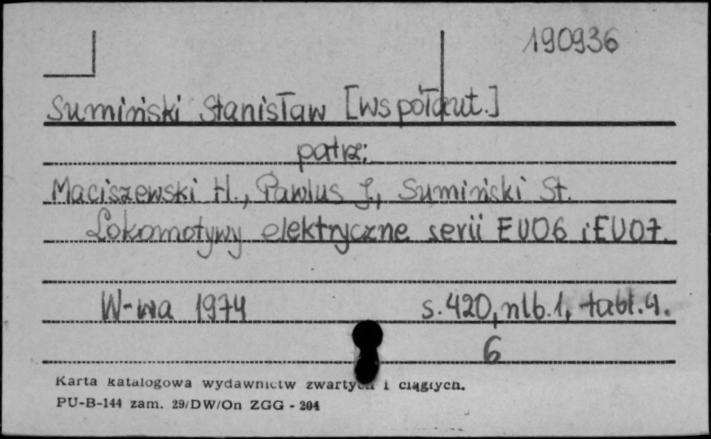 190936
Sumiński Stanisław [współaut.]
patrz:
Maciszewski H., Pawlus J., Sumiński St.
Lokomotywy elektryczne serii EU06 i EU07.
W-wa 1974 s. 420, nlb. 1, tabl. 4.
6
Karta katalogowa wydawnictw zwartych i ciągłych.
PU-B-144 zam. 29/DW/On ZGG - 204